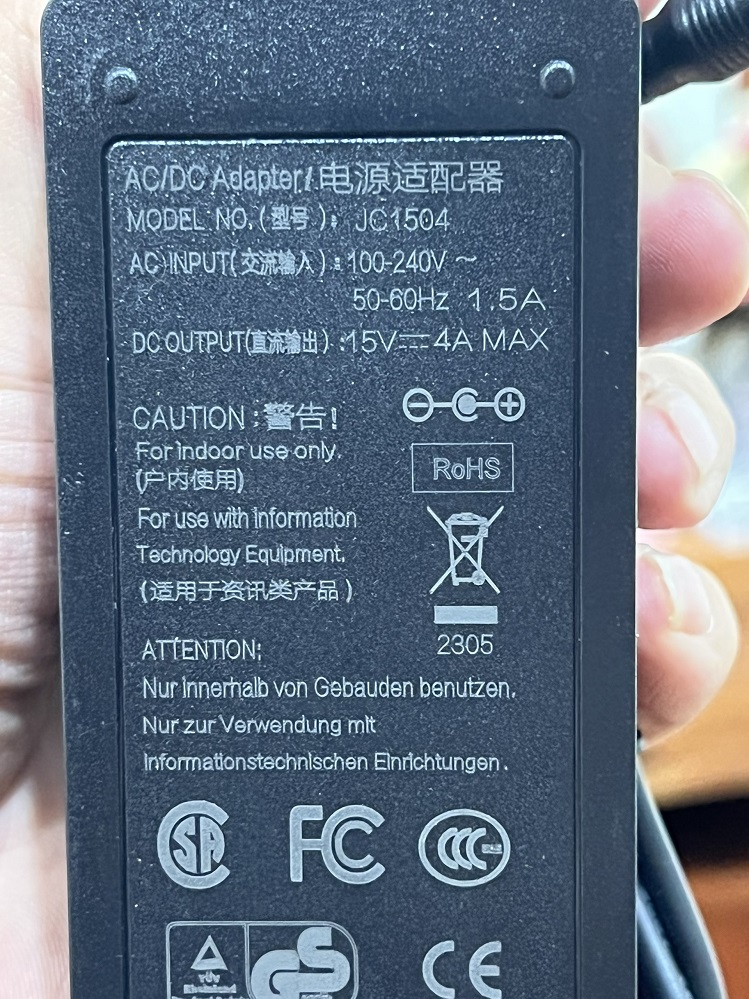 AC/DC Adapter/电源适配器
MODEL NO.(型号): JC1504
AC INPUT(交流输入):100-240V ~
50-60Hz 1.5A
DC OUTPUT(直流输出):15V⎓4A MAX
CAUTION:警告!
For indoor use only.
(户内使用)
RoHS
For use with information
Technology Equipment.
(适用于资讯类产品)
2305
ATTENTION:
Nur innerhalb von Gebauden benutzen.
Nur zur Verwendung mit
informationstechnischen Einrichtungen.
SA
FC
CCC
TÜV
Rheinland
GS
CE